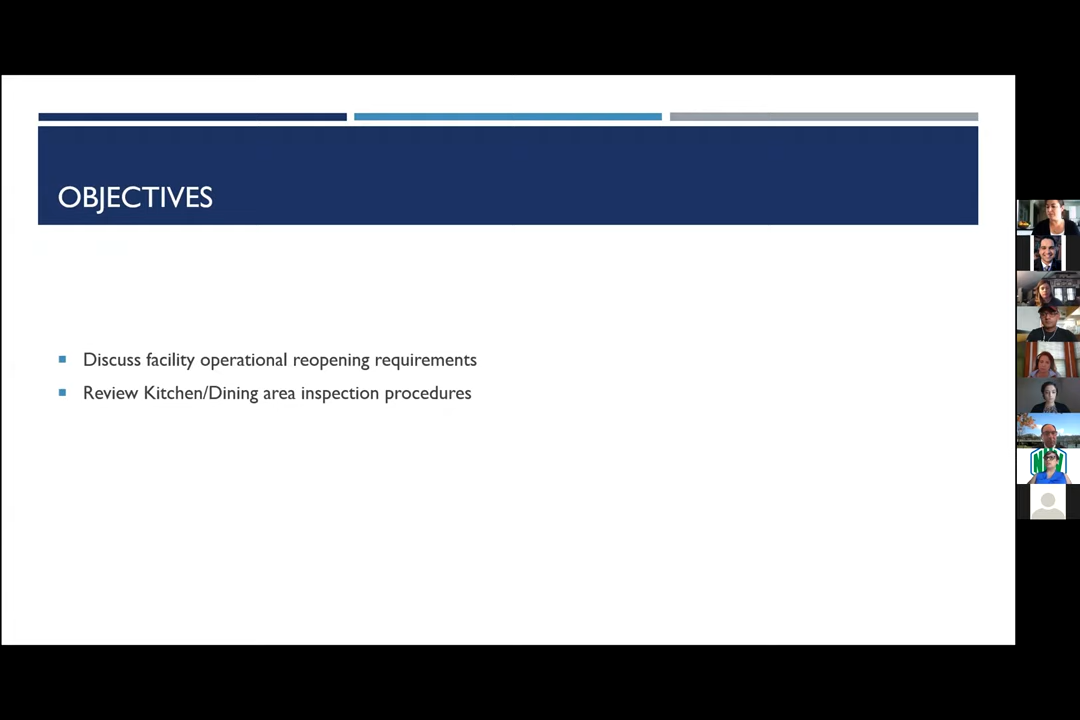 OBJECTIVES
Discuss facility operational reopening requirements
Review Kitchen/Dining area inspection procedures